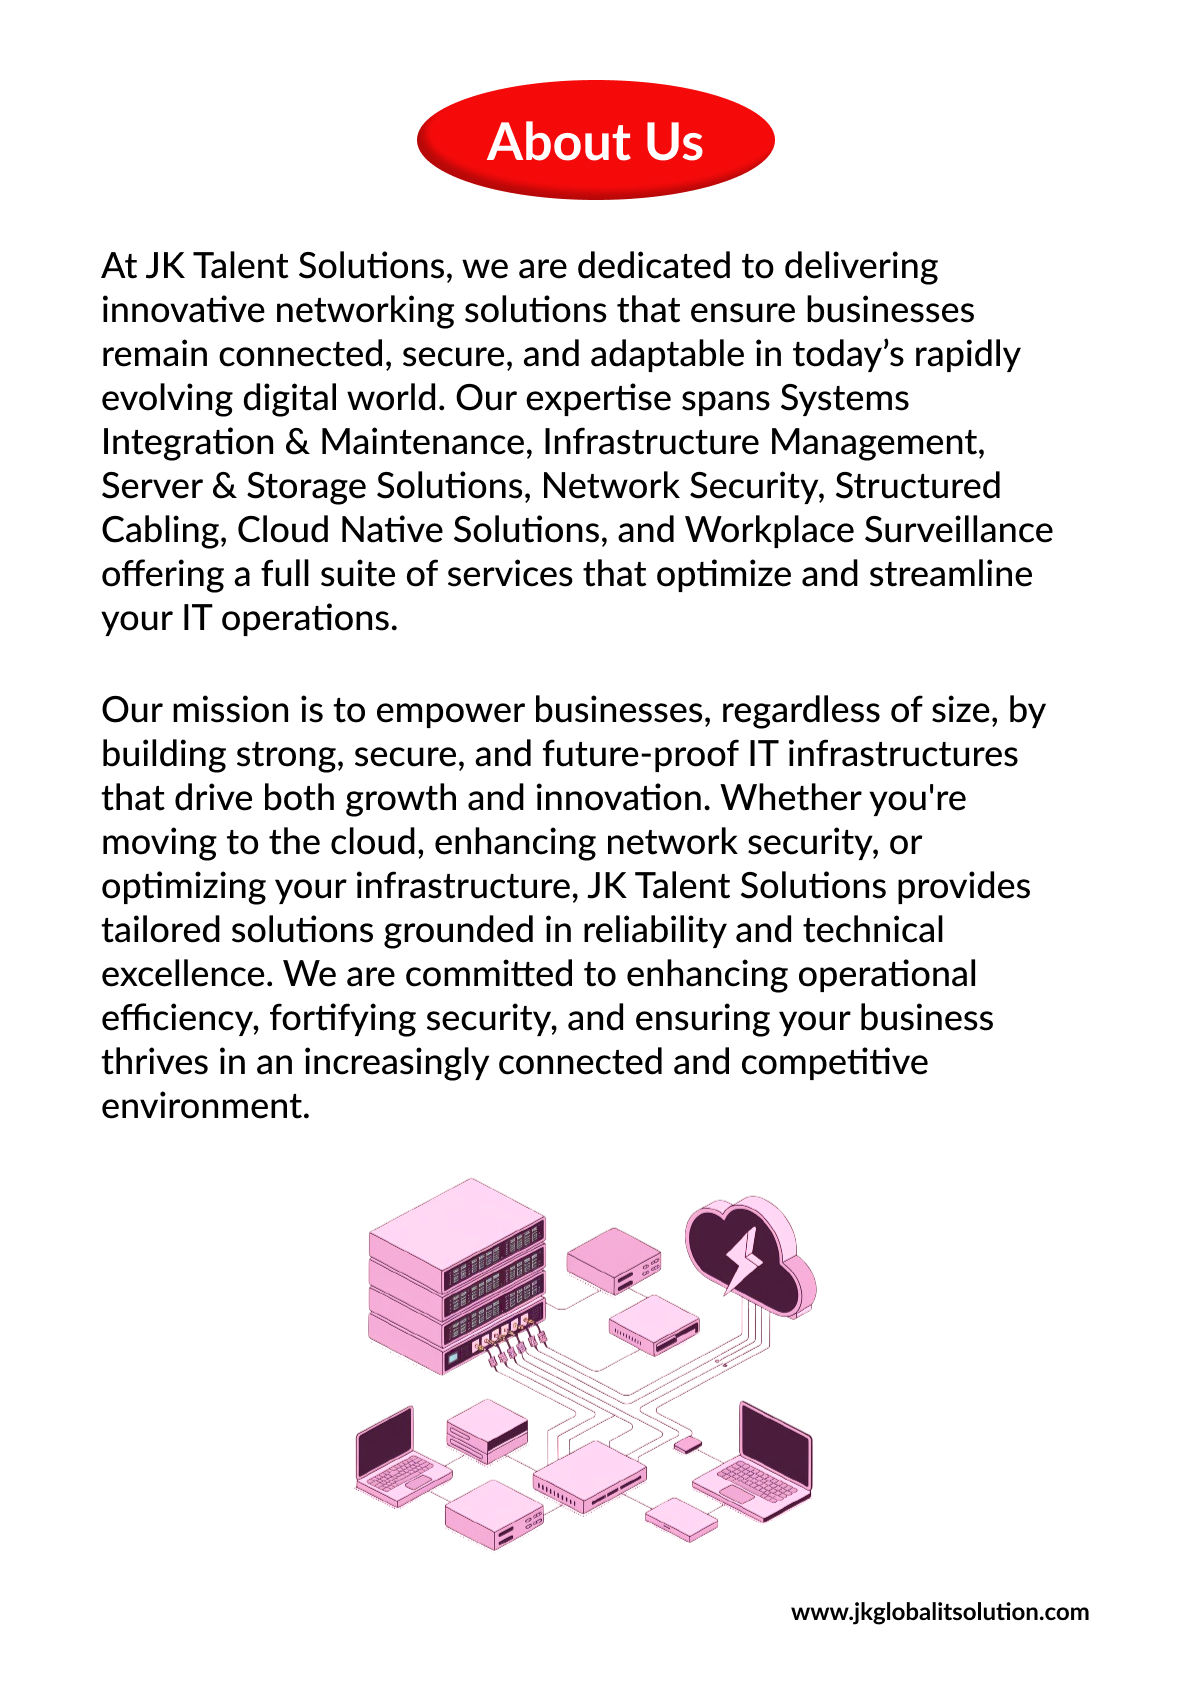 About Us
At JK Talent Solutions, we are dedicated to delivering
innovative networking solutions that ensure businesses
remain connected, secure, and adaptable in today’s rapidly
evolving digital world. Our expertise spans Systems
Integration & Maintenance, Infrastructure Management,
Server & Storage Solutions, Network Security, Structured
Cabling, Cloud Native Solutions, and Workplace Surveillance
offering a full suite of services that optimize and streamline
your IT operations.
Our mission is to empower businesses, regardless of size, by
building strong, secure, and future-proof IT infrastructures
that drive both growth and innovation. Whether you're
moving to the cloud, enhancing network security, or
optimizing your infrastructure, JK Talent Solutions provides
tailored solutions grounded in reliability and technical
excellence. We are committed to enhancing operational
efficiency, fortifying security, and ensuring your business
thrives in an increasingly connected and competitive
environment.
www.jkglobalitsolution.com